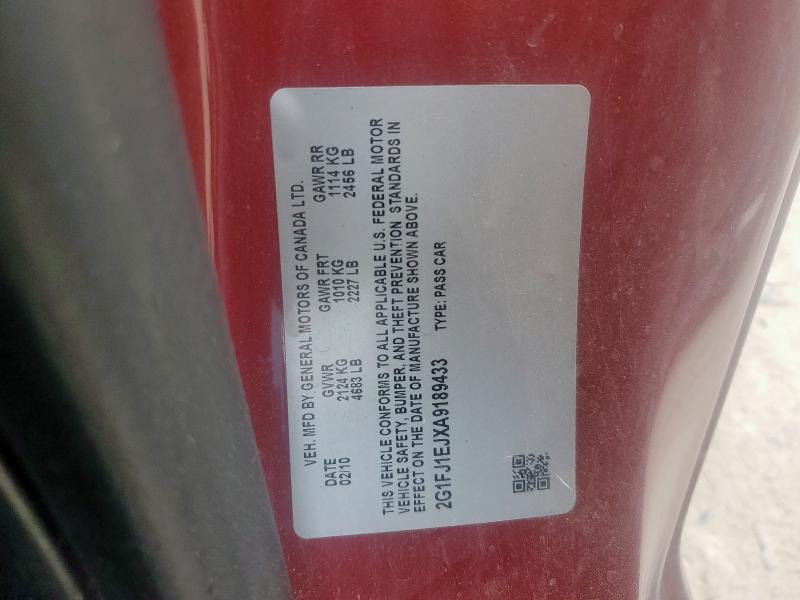 VEH. MFD BY GENERAL MOTORS OF CANADA LTD.
DATE GVWR GAWR FRT GAWR RR
02/10 2124 KG 1010 KG 1114 KG
4683 LB 2227 LB 2456 LB
THIS VEHICLE CONFORMS TO ALL APPLICABLE U.S. FEDERAL MOTOR
VEHICLE SAFETY, BUMPER, AND THEFT PREVENTION STANDARDS IN
EFFECT ON THE DATE OF MANUFACTURE SHOWN ABOVE.
2G1FJ1EJXA9189433 TYPE: PASS CAR